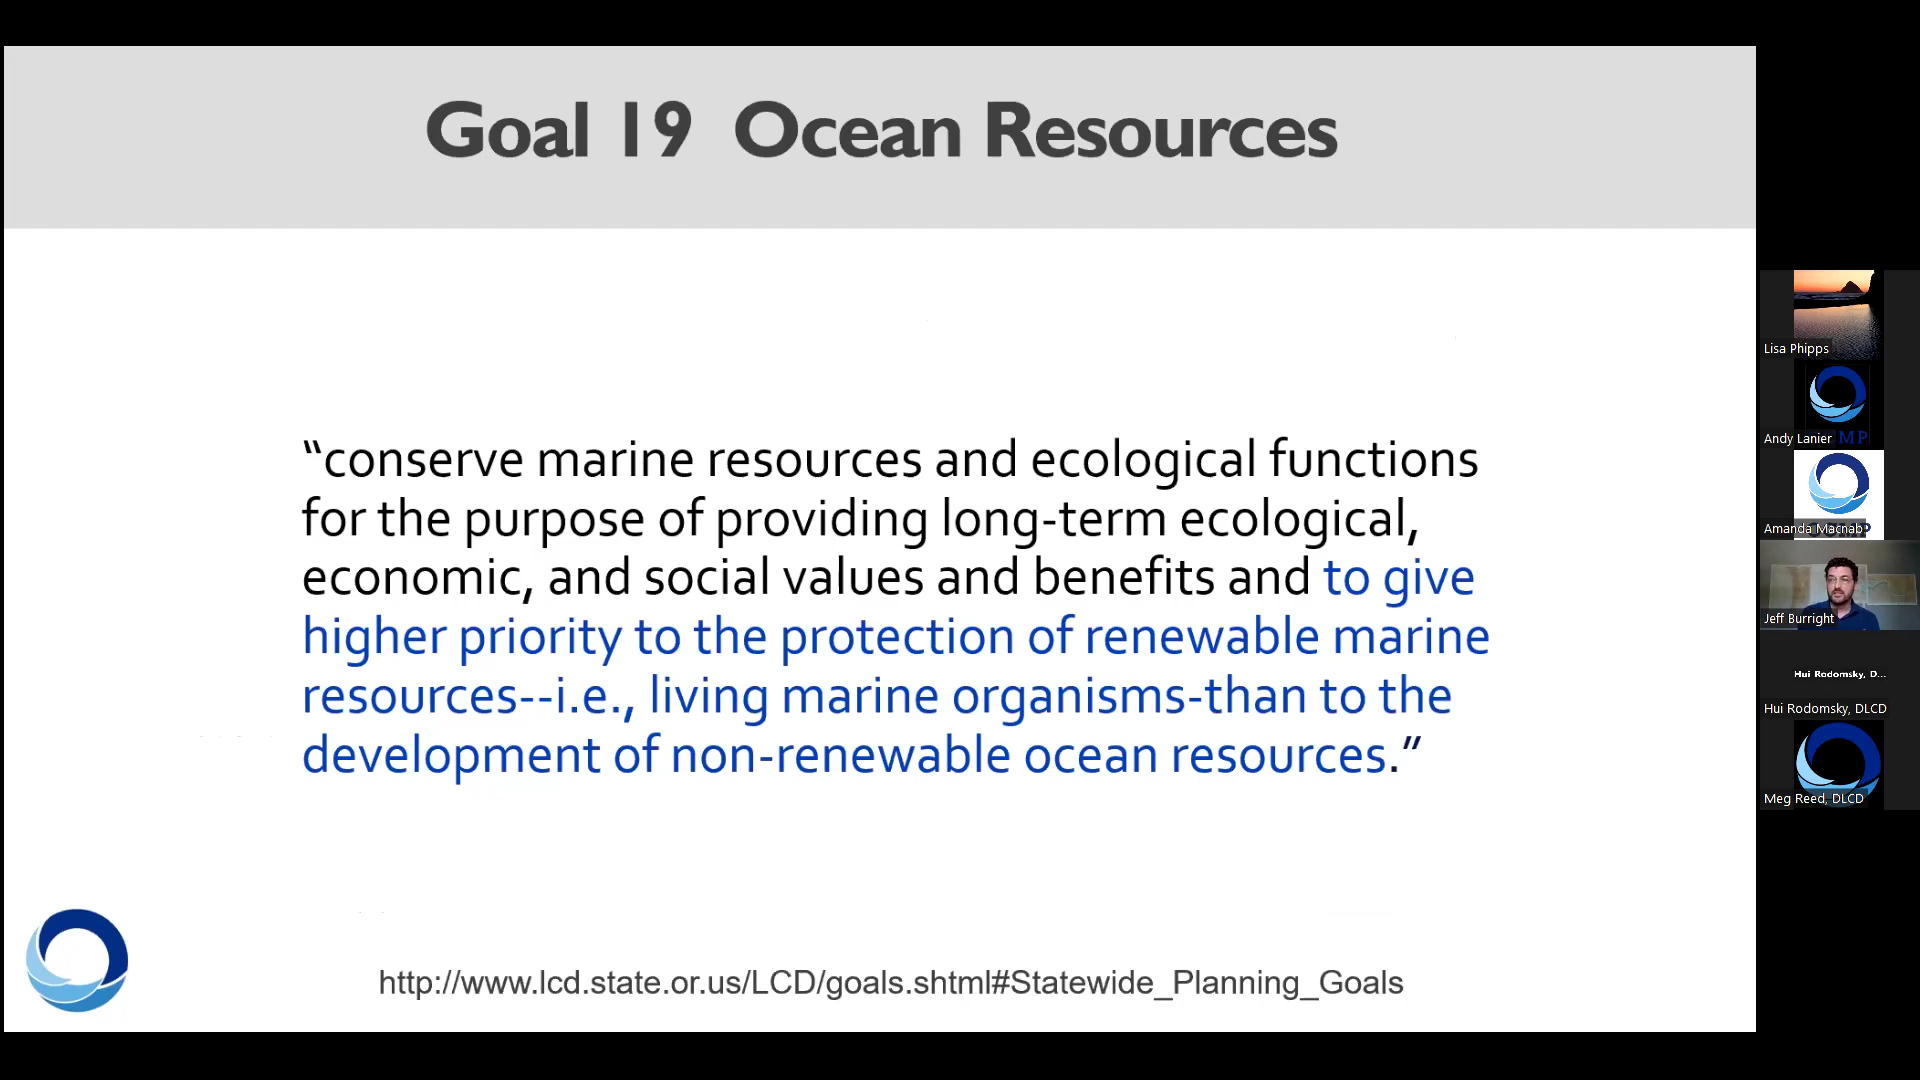 Goal 19 Ocean Resources
“conserve marine resources and ecological functions
for the purpose of providing long-term ecological,
economic, and social values and benefits and to give
higher priority to the protection of renewable marine
resources--i.e., living marine organisms-than to the
development of non-renewable ocean resources.”
http://www.lcd.state.or.us/LCD/goals.shtml#Statewide_Planning_Goals
Lisa Phipps
Andy Lanier
Amanda Macnab
Jeff Burright
Hui Rodomsky, D...
Hui Rodomsky, DLCD
Meg Reed, DLCD